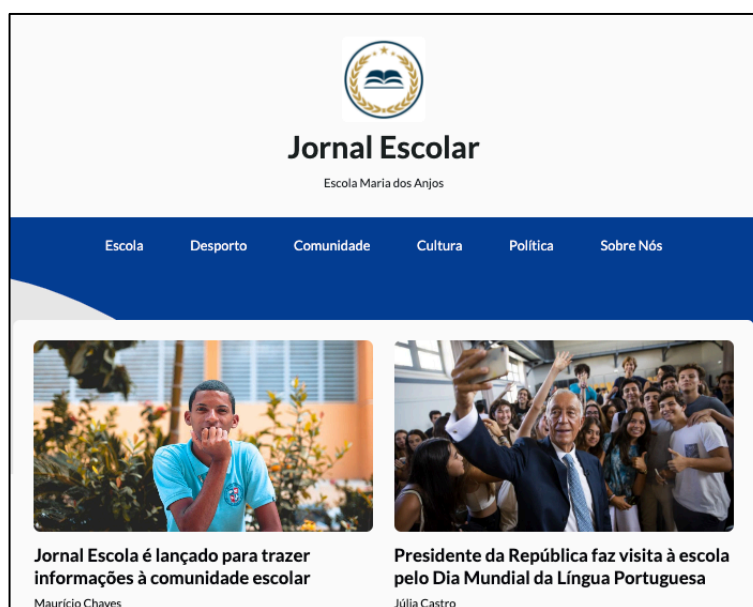 Jornal Escolar
Escola Maria dos Anjos
Escola Desporto Comunidade Cultura Política Sobre Nós
Jornal Escola é lançado para trazer
informações à comunidade escolar
Maurício Chaves
Presidente da República faz visita à escola
pelo Dia Mundial da Língua Portuguesa
Júlia Castro